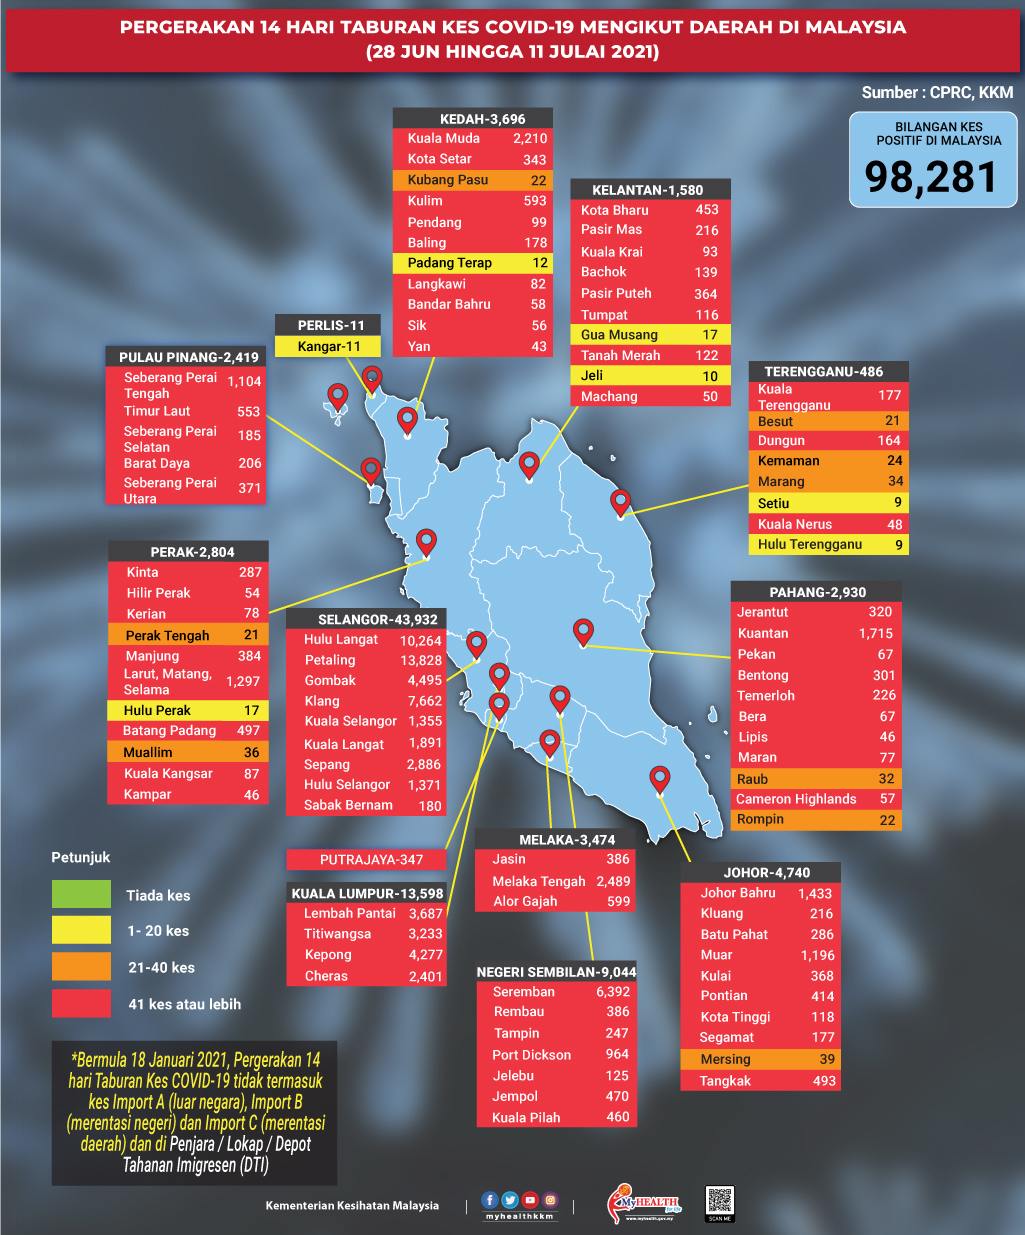 PERGERAKAN 14 HARI TABURAN KES COVID-19 MENGIKUT DAERAH DI MALAYSIA
(28 JUN HINGGA 11 JULAI 2021)
Sumber : CPRC, KKM
BILANGAN KES
POSITIF DI MALAYSIA
98,281
KEDAH-3,696
Kuala Muda 2,210
Kota Setar 343
Kubang Pasu 22
Kulim 593
Pendang 99
Baling 178
Padang Terap 12
Langkawi 82
Bandar Bahru 58
Sik 56
Yan 43
KELANTAN-1,580
Kota Bharu 453
Pasir Mas 216
Kuala Krai 93
Bachok 139
Pasir Puteh 364
Tumpat 116
Gua Musang 17
Tanah Merah 122
Jeli 10
Machang 50
PERLIS-11
Kangar-11
PULAU PINANG-2,419
Seberang Perai
Tengah 1,104
Timur Laut 553
Seberang Perai
Selatan 185
Barat Daya 206
Seberang Perai
Utara 371
TERENGGANU-486
Kuala
Terengganu 177
Besut 21
Dungun 164
Kemaman 24
Marang 34
Setiu 9
Kuala Nerus 48
Hulu Terengganu 9
PERAK-2,804
Kinta 287
Hilir Perak 54
Kerian 78
Perak Tengah 21
Manjung 384
Larut, Matang,
Selama 1,297
Hulu Perak 17
Batang Padang 497
Muallim 36
Kuala Kangsar 87
Kampar 46
SELANGOR-43,932
Hulu Langat 10,264
Petaling 13,828
Gombak 4,495
Klang 7,662
Kuala Selangor 1,355
Kuala Langat 1,891
Sepang 2,886
Hulu Selangor 1,371
Sabak Bernam 180
PAHANG-2,930
Jerantut 320
Kuantan 1,715
Pekan 67
Bentong 301
Temerloh 226
Bera 67
Lipis 46
Maran 77
Raub 32
Cameron Highlands 57
Rompin 22
PUTRAJAYA-347
KUALA LUMPUR-13,598
Lembah Pantai 3,687
Titiwangsa 3,233
Kepong 4,277
Cheras 2,401
MELAKA-3,474
Jasin 386
Melaka Tengah 2,489
Alor Gajah 599
NEGERI SEMBILAN-9,044
Seremban 6,392
Rembau 386
Tampin 247
Port Dickson 964
Jelebu 125
Jempol 470
Kuala Pilah 460
JOHOR-4,740
Johor Bahru 1,433
Kluang 216
Batu Pahat 286
Muar 1,196
Kulai 368
Pontian 414
Kota Tinggi 118
Segamat 177
Mersing 39
Tangkak 493
Petunjuk
Tiada kes
1- 20 kes
21-40 kes
41 kes atau lebih
*Bermula 18 Januari 2021, Pergerakan 14
hari Taburan Kes COVID-19 tidak termasuk
kes Import A (luar negara), Import B
(merentasi negeri) dan Import C (merentasi
daerah) dan di Penjara / Lokap / Depot
Tahanan Imigresen (DTI)
Kementerian Kesihatan Malaysia
myhealthkkm
MyHEALTH
for life
www.myhealth.gov.my
SCAN ME